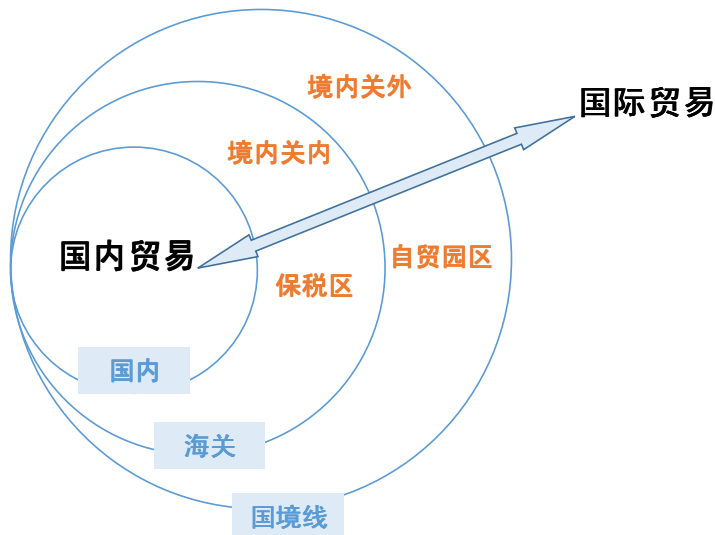 境内关外
国际贸易
境内关内
国内贸易
自贸园区
保税区
国内
海关
国境线